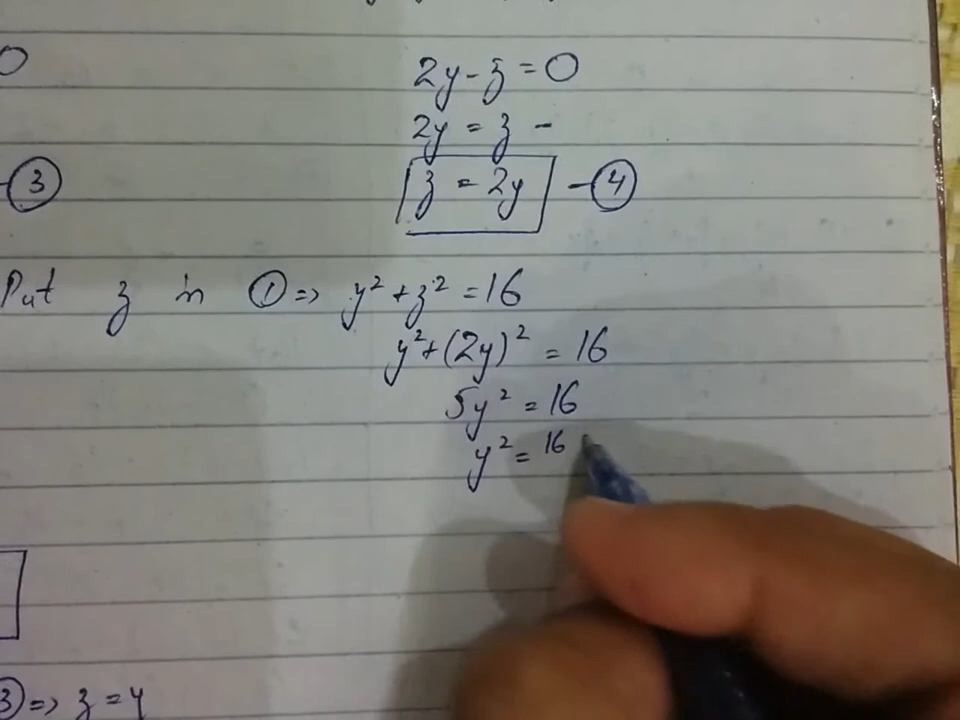 0
2y - z = 0
2y = z -
③
z = 2y - ④
Put z in ① => y² + z² = 16
y² + (2y)² = 16
5y² = 16
y² = 16
③ => z = y